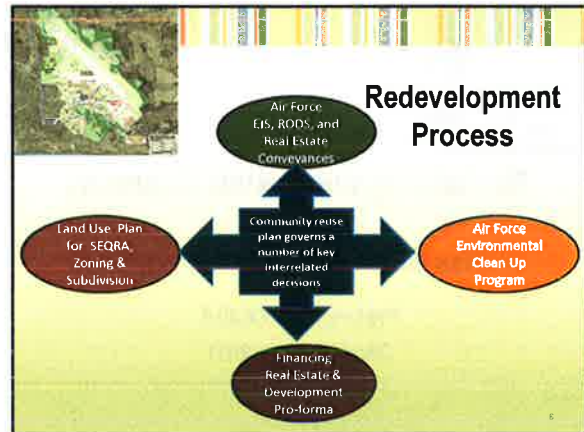 Redevelopment
Process
Air Force
EIS, RODS, and
Real Estate
Conveyances
Land Use Plan
for SEQRA,
Zoning &
Subdivision
Community reuse
plan governs a
number of key
interrelated
decisions
Air Force
Environmental
Clean Up
Program
Financing
Real Estate &
Development
Pro-forma